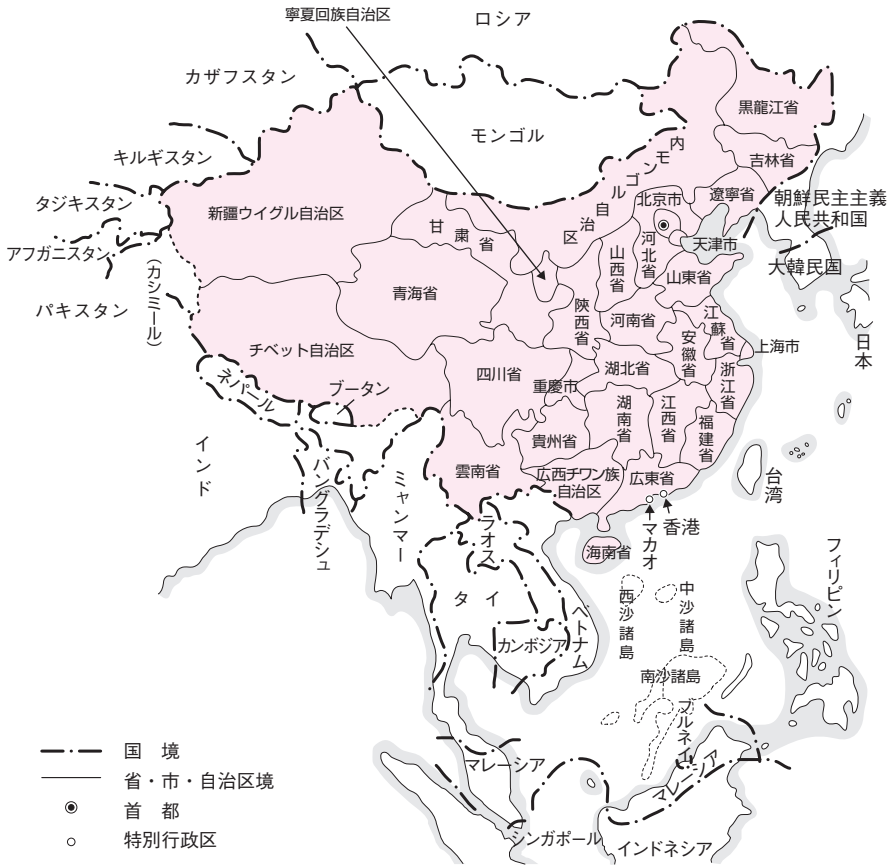 寧夏回族自治区
ロシア
カザフスタン
モンゴル
黒龍江省
内モンゴル自治区
吉林省
キルギスタン
遼寧省
朝鮮民主主義
人民共和国
北京市
タジキスタン
新疆ウイグル自治区
甘粛省
天津市
アフガニスタン
(カシミール)
山西省
河北省
大韓民国
山東省
パキスタン
青海省
陝西省
河南省
江蘇省
日本
チベット自治区
安徽省
上海市
四川省
湖北省
重慶市
浙江省
ネパール
ブータン
湖南省
江西省
福建省
インド
貴州省
バングラデシュ
ミャンマー
雲南省
広西チワン族
自治区
広東省
台湾
ラオス
マカオ
香港
海南省
フィリピン
タイ
西沙諸島
中沙諸島
ベトナム
カンボジア
南沙諸島
ブルネイ
マレーシア
マレーシア
シンガポール
インドネシア
国 境
省・市・自治区境
首 都
特別行政区